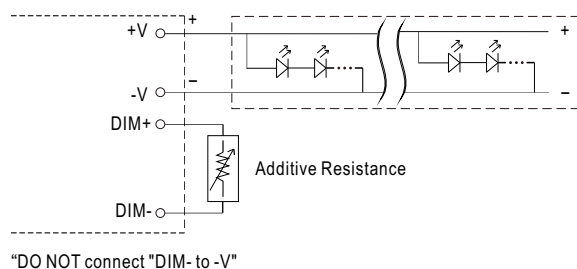 +
+V
+
−
-V
−
DIM+
Additive Resistance
DIM-
“DO NOT connect "DIM- to -V"